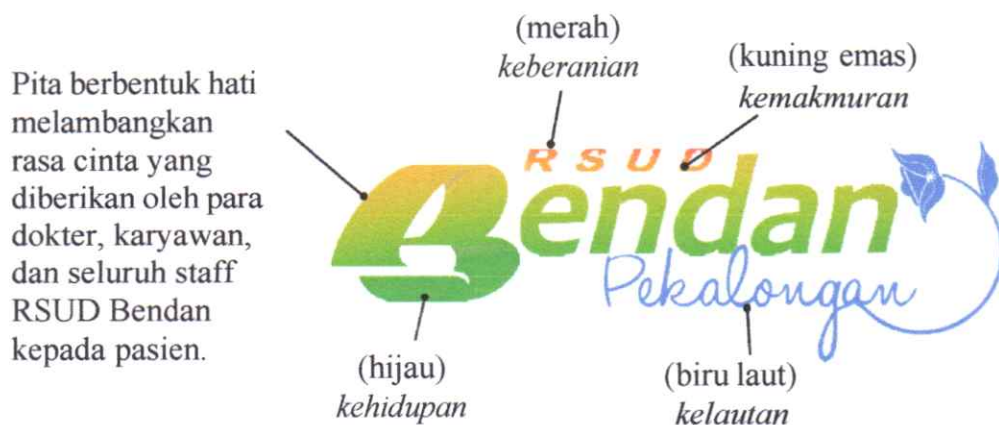 (merah)
keberanian
(kuning emas)
kemakmuran
Pita berbentuk hati
melambangkan
rasa cinta yang
diberikan oleh para
dokter, karyawan,
dan seluruh staff
RSUD Bendan
kepada pasien.
RSUD
Bendan
Pekalongan
(hijau)
kehidupan
(biru laut)
kelautan